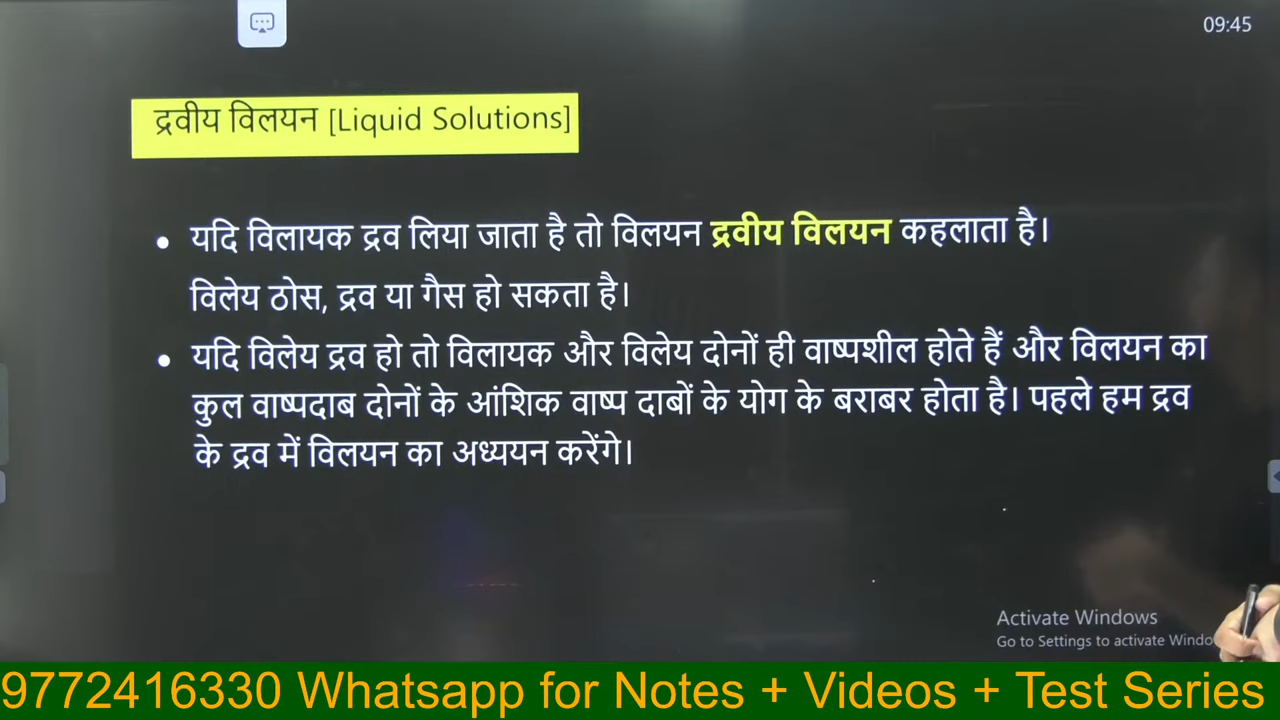 09:45
द्रवीय विलयन [Liquid Solutions]
• यदि विलायक द्रव लिया जाता है तो विलयन द्रवीय विलयन कहलाता है।
विलेय ठोस, द्रव या गैस हो सकता है।
• यदि विलेय द्रव हो तो विलायक और विलेय दोनों ही वाष्पशील होते हैं और विलयन का
कुल वाष्पदाब दोनों के आंशिक वाष्प दाबों के योग के बराबर होता है। पहले हम द्रव
के द्रव में विलयन का अध्ययन करेंगे।
Activate Windows
Go to Settings to activate Windo
9772416330 Whatsapp for Notes + Videos + Test Series